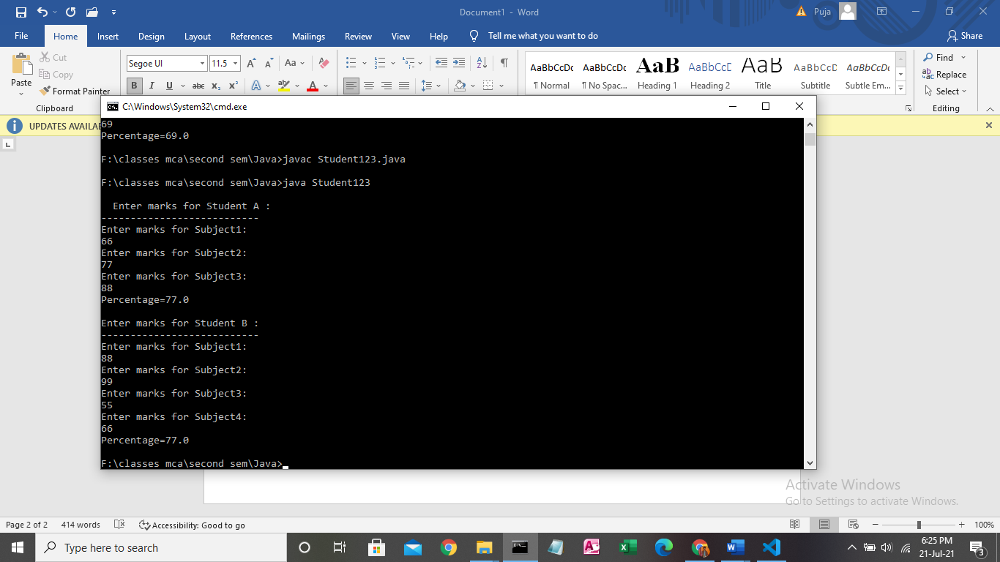 Document1 - Word
Puja
File Home Insert Design Layout References Mailings Review View Help Tell me what you want to do Share
Paste
Cut
Copy
Format Painter
Clipboard
Segoe UI 11.5 A A Aa A
B I U abc x₂ x² A ab A
AaBbCcDc AaBbCcDc AaB AaBbCcD AaB AaBbCcD AaBbCcDc
¶ Normal ¶ No Spac... Heading 1 Heading 2 Title Subtitle Subtle Em...
Find
Replace
Select
Editing
UPDATES AVAILA
C:\Windows\System32\cmd.exe
69
Percentage=69.0
F:\classes mca\second sem\Java>javac Student123.java
F:\classes mca\second sem\Java>java Student123
Enter marks for Student A :
---------------------------
Enter marks for Subject1:
66
Enter marks for Subject2:
77
Enter marks for Subject3:
88
Percentage=77.0
Enter marks for Student B :
---------------------------
Enter marks for Subject1:
88
Enter marks for Subject2:
99
Enter marks for Subject3:
55
Enter marks for Subject4:
66
Percentage=77.0
F:\classes mca\second sem\Java>
Activate Windows
Go to Settings to activate Windows.
Page 2 of 2 414 words Accessibility: Good to go 100%
Type here to search
6:25 PM
21-Jul-21
3